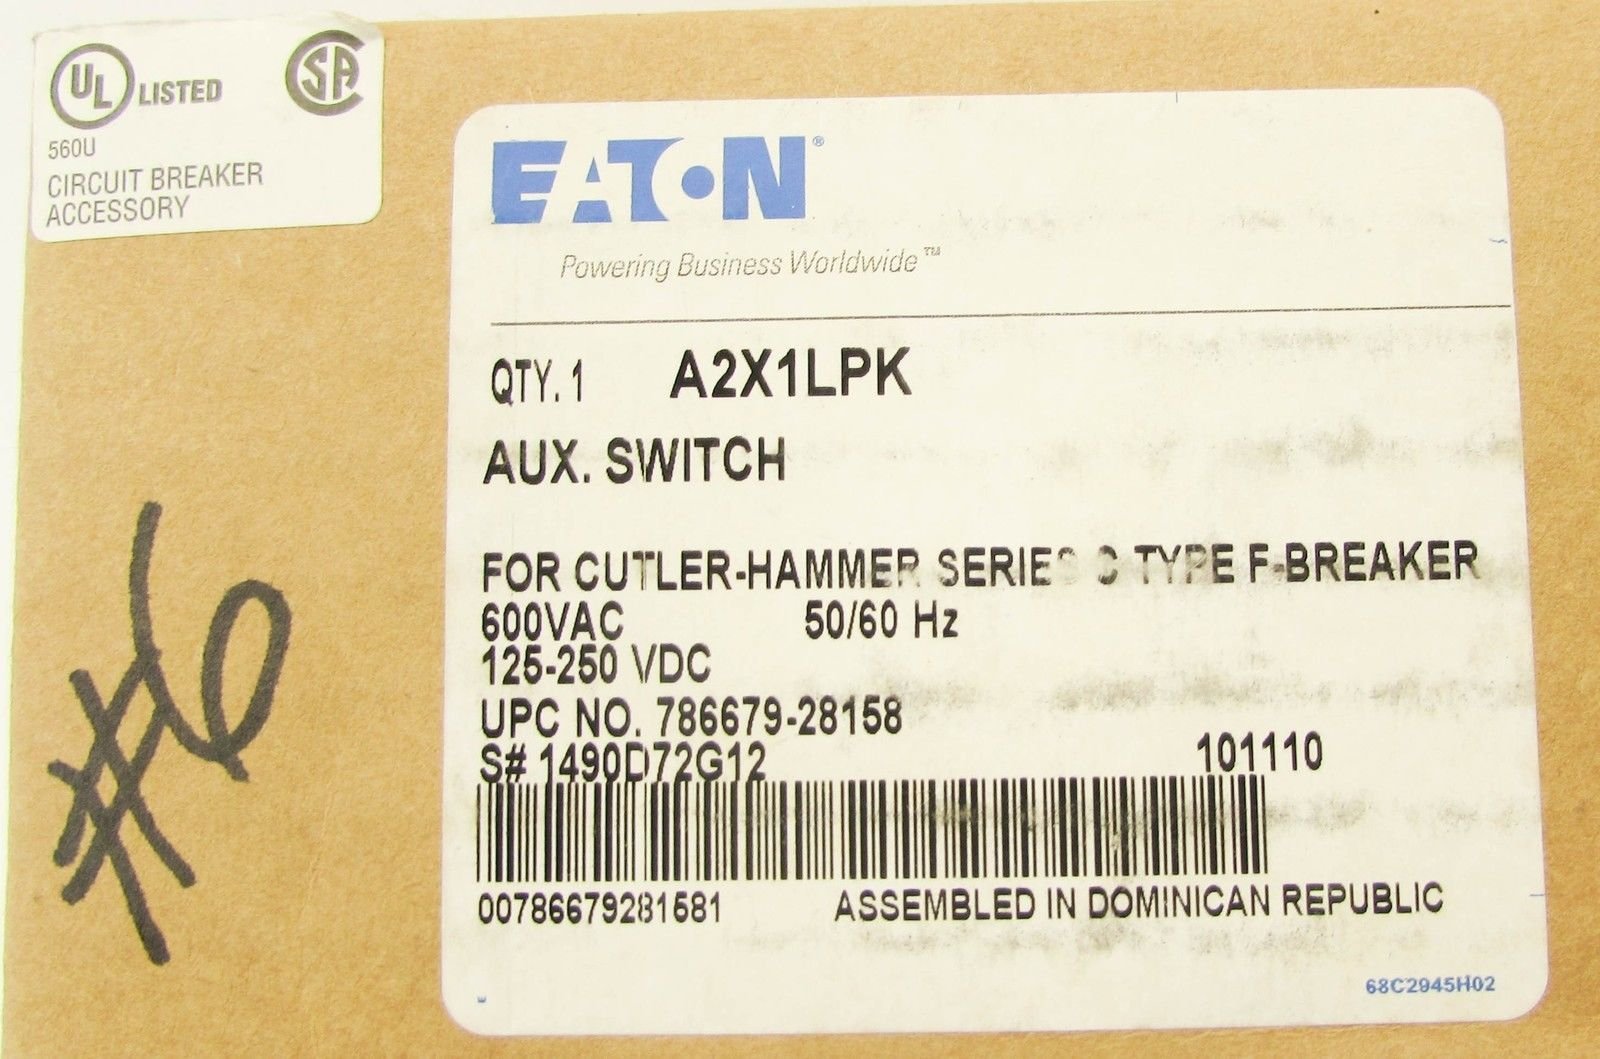 UL LISTED
SA
560U
CIRCUIT BREAKER
ACCESSORY
EATON®
Powering Business Worldwide™
QTY. 1 A2X1LPK
AUX. SWITCH
FOR CUTLER-HAMMER SERIES C TYPE F-BREAKER
600VAC 50/60 Hz
125-250 VDC
UPC NO. 786679-28158
S# 1490D72G12 101110
00786679281581 ASSEMBLED IN DOMINICAN REPUBLIC
68C2945H02
#6